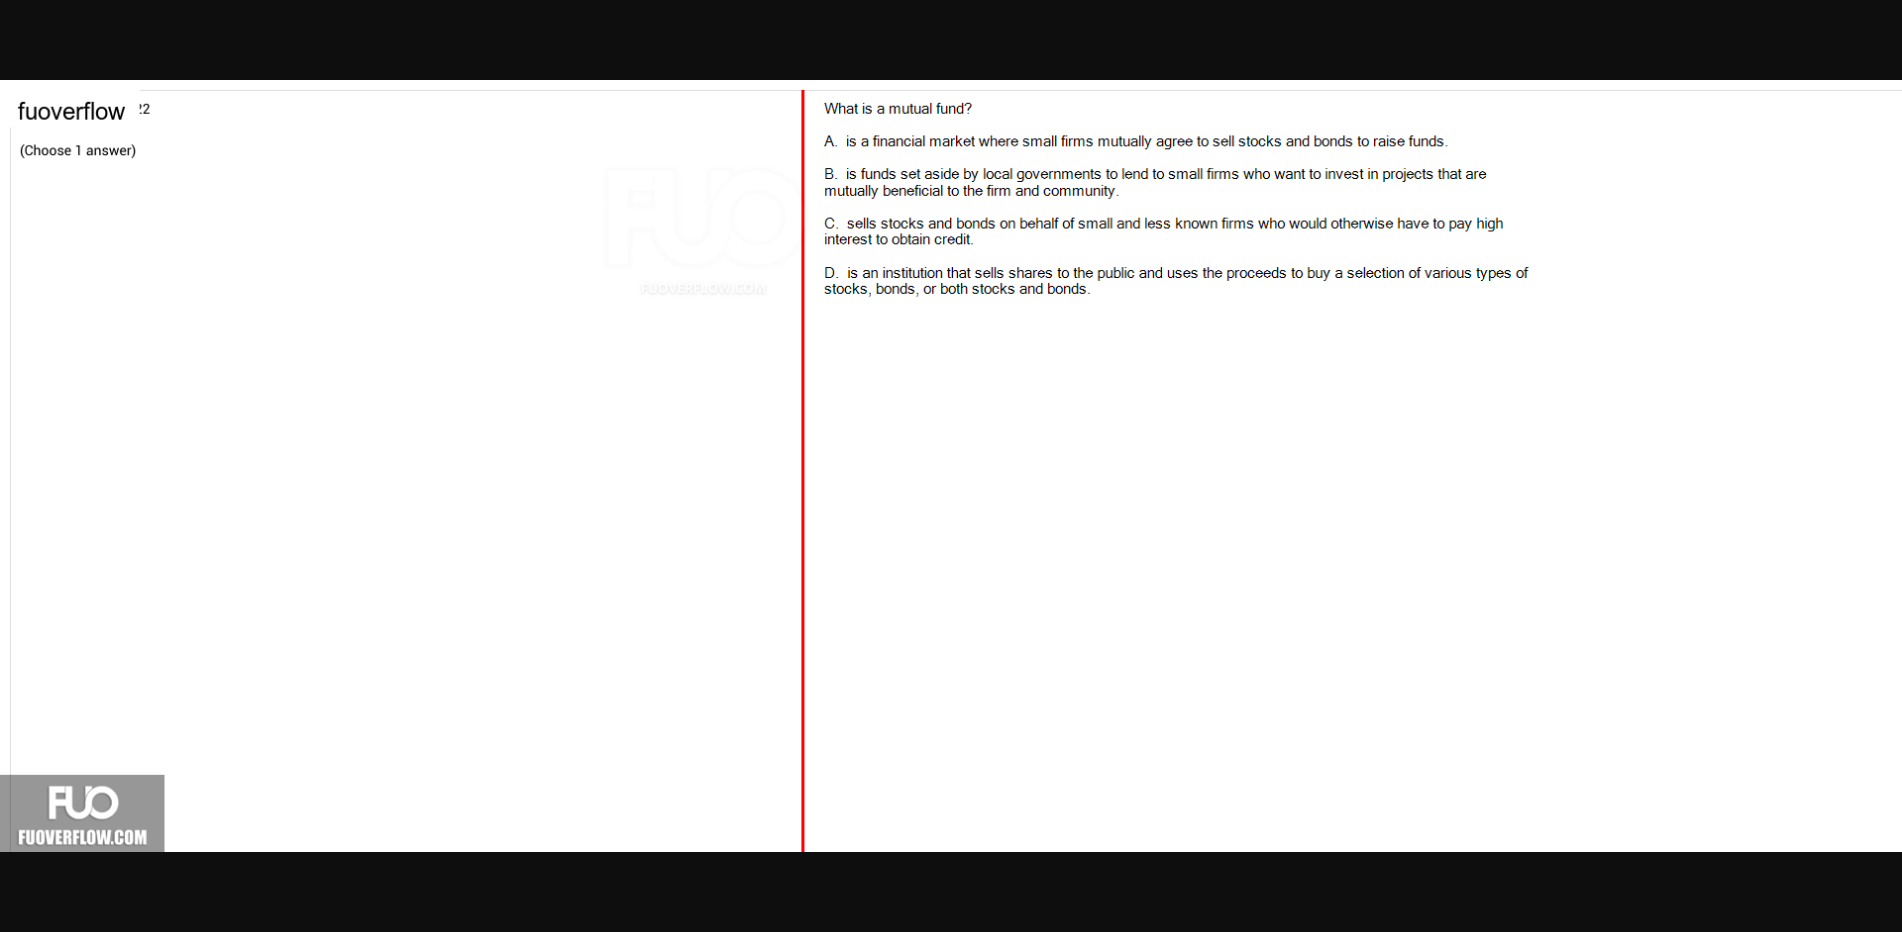 fuoverflow
22
(Choose 1 answer)
FUO
FUOVERFLOW.COM
What is a mutual fund?
A. is a financial market where small firms mutually agree to sell stocks and bonds to raise funds.
B. is funds set aside by local governments to lend to small firms who want to invest in projects that are
mutually beneficial to the firm and community.
C. sells stocks and bonds on behalf of small and less known firms who would otherwise have to pay high
interest to obtain credit.
D. is an institution that sells shares to the public and uses the proceeds to buy a selection of various types of
stocks, bonds, or both stocks and bonds.
FUO
FUOVERFLOW.COM